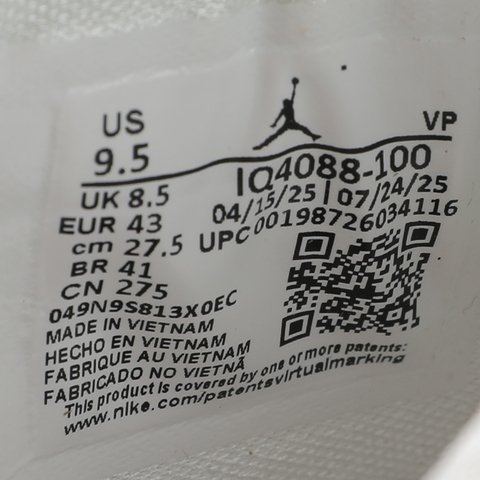 US
9.5
VP
IQ4088-100
UK 8.5
04/15/25 | 07/24/25
EUR 43
UPC 00198726034116
cm 27.5
BR 41
CN 275
049N9S813X0EC
MADE IN VIETNAM
HECHO EN VIETNAM
FABRIQUE AU VIETNAM
FABRICADO NO VIETNÃ
This product is covered by one or more patents:
www.nike.com/patentsvirtualmarking